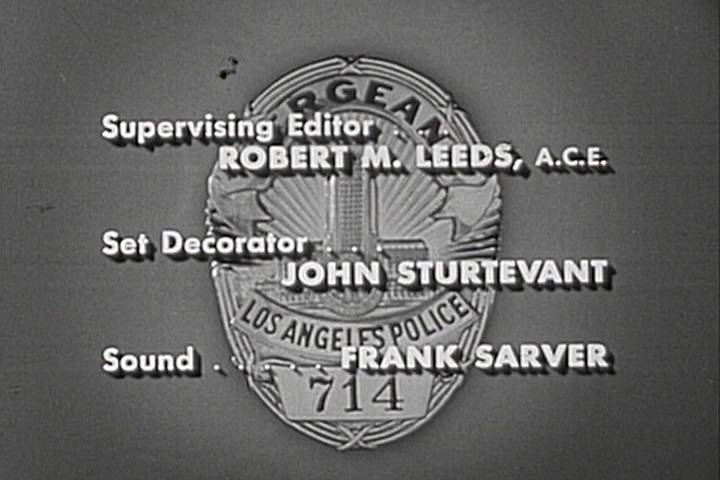 Supervising Editor . . .
ROBERT M. LEEDS, A.C.E.
Set Decorator . . .
JOHN STURTEVANT
Sound . . . . . FRANK SARVER
RGEAN
LOS ANGELES POLICE
714